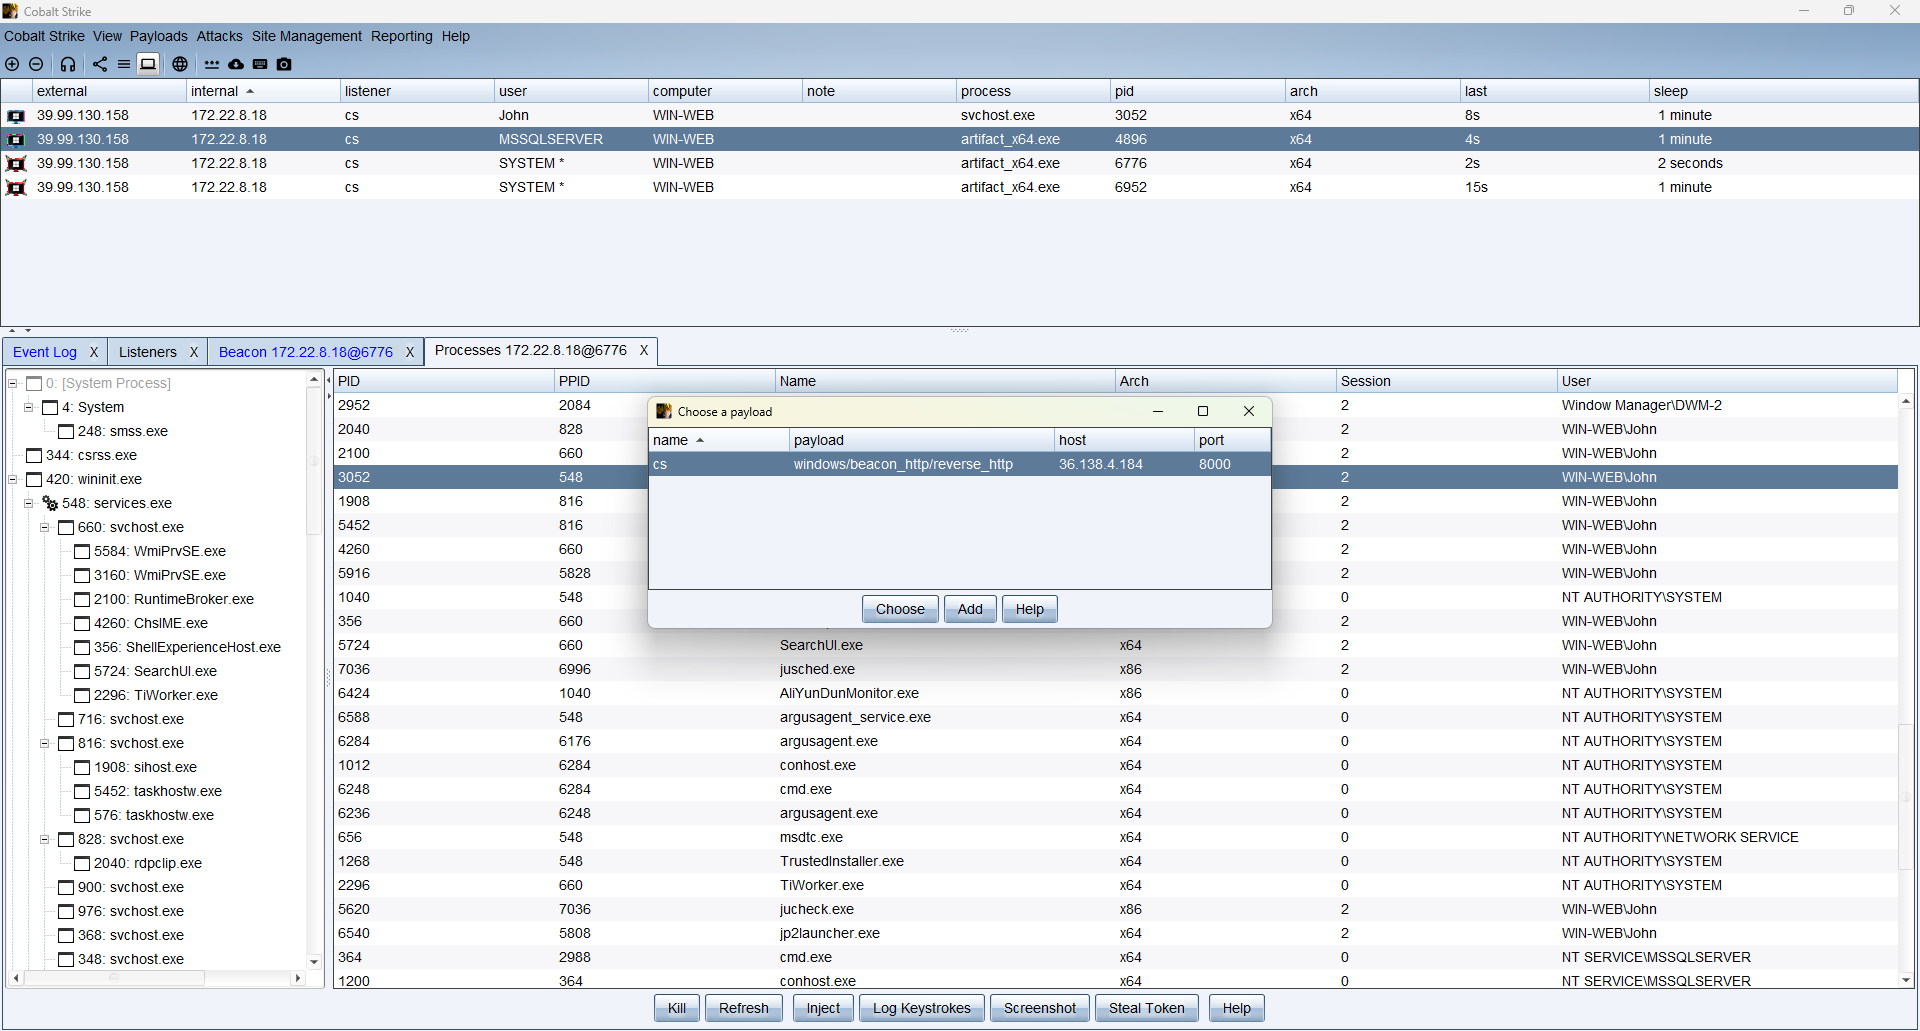 Cobalt Strike
Cobalt Strike View Payloads Attacks Site Management Reporting Help
external internal listener user computer note process pid arch last sleep
39.99.130.158 172.22.8.18 cs John WIN-WEB svchost.exe 3052 x64 8s 1 minute
39.99.130.158 172.22.8.18 cs MSSQLSERVER WIN-WEB artifact_x64.exe 4896 x64 4s 1 minute
39.99.130.158 172.22.8.18 cs SYSTEM * WIN-WEB artifact_x64.exe 6776 x64 2s 2 seconds
39.99.130.158 172.22.8.18 cs SYSTEM * WIN-WEB artifact_x64.exe 6952 x64 15s 1 minute
Event Log X Listeners X Beacon 172.22.8.18@6776 X Processes 172.22.8.18@6776 X
0: [System Process]
4: System
248: smss.exe
344: csrss.exe
420: wininit.exe
548: services.exe
660: svchost.exe
5584: WmiPrvSE.exe
3160: WmiPrvSE.exe
2100: RuntimeBroker.exe
4260: ChsIME.exe
356: ShellExperienceHost.exe
5724: SearchUI.exe
2296: TiWorker.exe
716: svchost.exe
816: svchost.exe
1908: sihost.exe
5452: taskhostw.exe
576: taskhostw.exe
828: svchost.exe
2040: rdpclip.exe
900: svchost.exe
976: svchost.exe
368: svchost.exe
348: svchost.exe
PID PPID Name Arch Session User
2952 2084 2 Window Manager\DWM-2
2040 828 2 WIN-WEB\John
2100 660 2 WIN-WEB\John
3052 548 2 WIN-WEB\John
1908 816 2 WIN-WEB\John
5452 816 2 WIN-WEB\John
4260 660 2 WIN-WEB\John
5916 5828 2 WIN-WEB\John
1040 548 0 NT AUTHORITY\SYSTEM
356 660 2 WIN-WEB\John
5724 660 SearchUI.exe x64 2 WIN-WEB\John
7036 6996 jusched.exe x86 2 WIN-WEB\John
6424 1040 AliYunDunMonitor.exe x86 0 NT AUTHORITY\SYSTEM
6588 548 argusagent_service.exe x64 0 NT AUTHORITY\SYSTEM
6284 6176 argusagent.exe x64 0 NT AUTHORITY\SYSTEM
1012 6284 conhost.exe x64 0 NT AUTHORITY\SYSTEM
6248 6284 cmd.exe x64 0 NT AUTHORITY\SYSTEM
6236 6248 argusagent.exe x64 0 NT AUTHORITY\SYSTEM
656 548 msdtc.exe x64 0 NT AUTHORITY\NETWORK SERVICE
1268 548 TrustedInstaller.exe x64 0 NT AUTHORITY\SYSTEM
2296 660 TiWorker.exe x64 0 NT AUTHORITY\SYSTEM
5620 7036 jucheck.exe x86 2 WIN-WEB\John
6540 5808 jp2launcher.exe x64 2 WIN-WEB\John
364 2988 cmd.exe x64 0 NT SERVICE\MSSQLSERVER
1200 364 conhost.exe x64 0 NT SERVICE\MSSQLSERVER
Choose a payload
name payload host port
cs windows/beacon_http/reverse_http 36.138.4.184 8000
Choose Add Help
Kill Refresh Inject Log Keystrokes Screenshot Steal Token Help